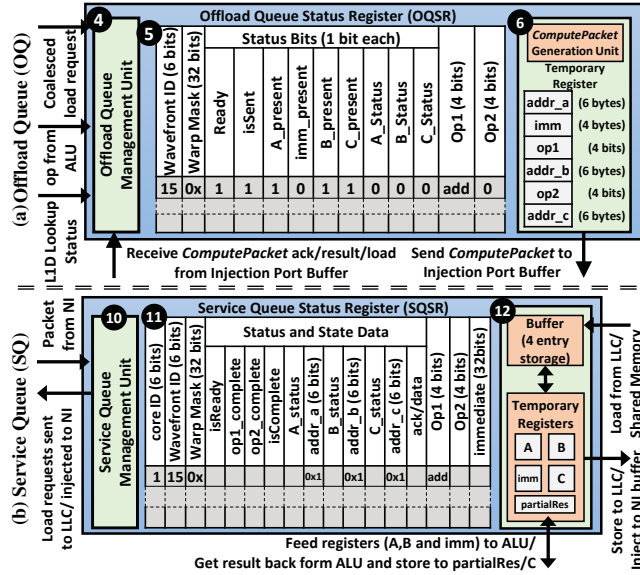 Offload Queue Status Register (OQSR)
(a) Offload Queue (OQ)
Coalesced
load request
op from
ALU
L1D Lookup
Status
4
Offload Queue
Management Unit
5
Status Bits (1 bit each)
Wavefront ID (6 bits)
Warp Mask (32 bits)
Ready
isSent
A_present
imm_present
B_present
C_present
A_Status
B_Status
C_Status
Op1 (4 bits)
Op2 (4 bits)
15 0x 1 1 1 0 1 1 0 0 0 add 0
6
ComputePacket
Generation Unit
Temporary
Register
addr_a (6 bytes)
imm (4 bytes)
op1 (4 bits)
addr_b (6 bytes)
op2 (4 bits)
addr_c (6 bytes)
Receive ComputePacket ack/result/load
from Injection Port Buffer
Send ComputePacket to
Injection Port Buffer
Service Queue Status Register (SQSR)
(b) Service Queue (SQ)
Packet
from NI
Load requests sent
to LLC/ injected to NI
10
Service Queue
Management Unit
11
Status and State Data
core ID (6 bits)
Wavefront ID (6 bits)
Warp Mask (32 bits)
isReady
op1_complete
op2_complete
isComplete
A_status
addr_a (6 bits)
B_status
addr_b (6 bits)
C_status
addr_c (6 bits)
ack/data
Op1 (4 bits)
Op2 (4 bits)
immediate (32bits)
1 15 0x 0x1 0x1 0x1 add
12
Buffer
(4 entry
storage)
Temporary
Registers
A B
imm C
partialRes
Load from LLC/
Shared Memory
Store to LLC/
Inject to NI buffer
Feed registers (A,B and imm) to ALU/
Get result back form ALU and store to partialRes/C